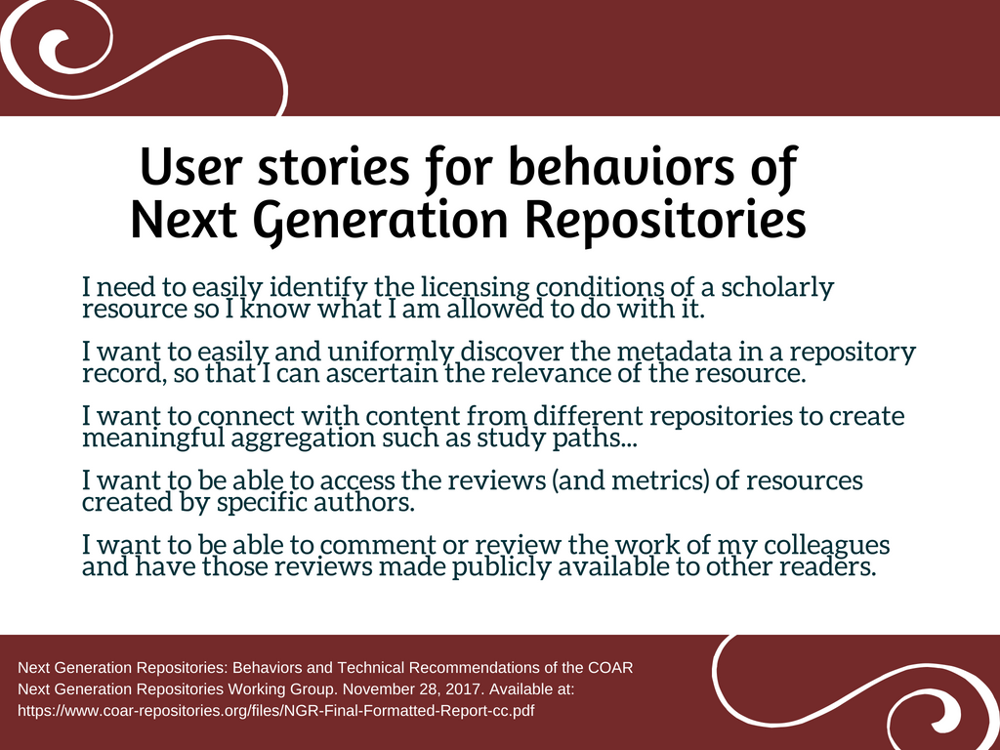 User stories for behaviors of
Next Generation Repositories
I need to easily identify the licensing conditions of a scholarly
resource so I know what I am allowed to do with it.
I want to easily and uniformly discover the metadata in a repository
record, so that I can ascertain the relevance of the resource.
I want to connect with content from different repositories to create
meaningful aggregation such as study paths...
I want to be able to access the reviews (and metrics) of resources
created by specific authors.
I want to be able to comment or review the work of my colleagues
and have those reviews made publicly available to other readers.
Next Generation Repositories: Behaviors and Technical Recommendations of the COAR
Next Generation Repositories Working Group. November 28, 2017. Available at:
https://www.coar-repositories.org/files/NGR-Final-Formatted-Report-cc.pdf